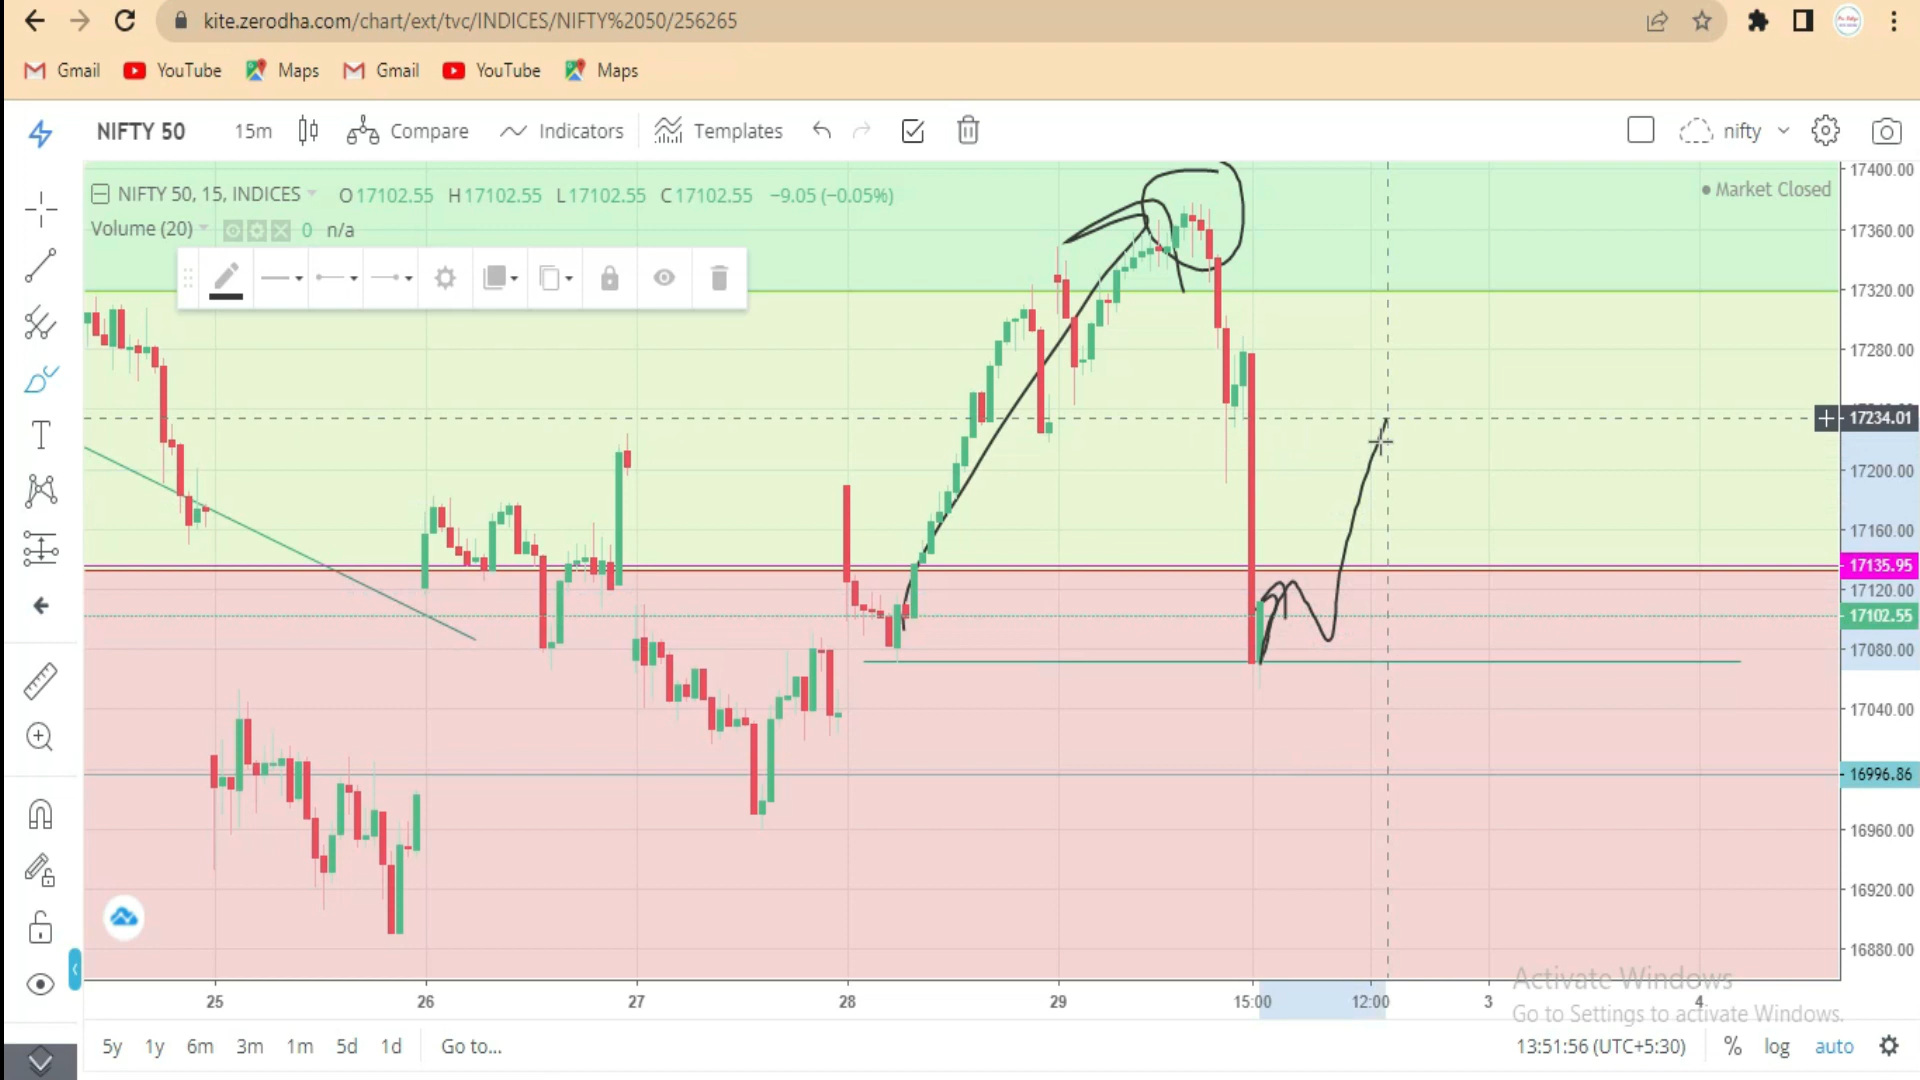 kite.zerodha.com/chart/ext/tvc/INDICES/NIFTY%2050/256265
Gmail YouTube Maps Gmail YouTube Maps
NIFTY 50 15m Compare Indicators Templates nifty
17400.00
NIFTY 50, 15, INDICES O17102.55 H17102.55 L17102.55 C17102.55 −9.05 (−0.05%) Market Closed
Volume (20) 0 n/a
17360.00
17320.00
17280.00
17234.01
17200.00
17160.00
17135.95
17120.00
17102.55
17080.00
17040.00
16996.86
16960.00
16920.00
16880.00
Activate Windows
25 26 27 28 29 15:00 12:00 3 4
Go to Settings to activate Windows.
5y 1y 6m 3m 1m 5d 1d Go to... 13:51:56 (UTC+5:30) % log auto